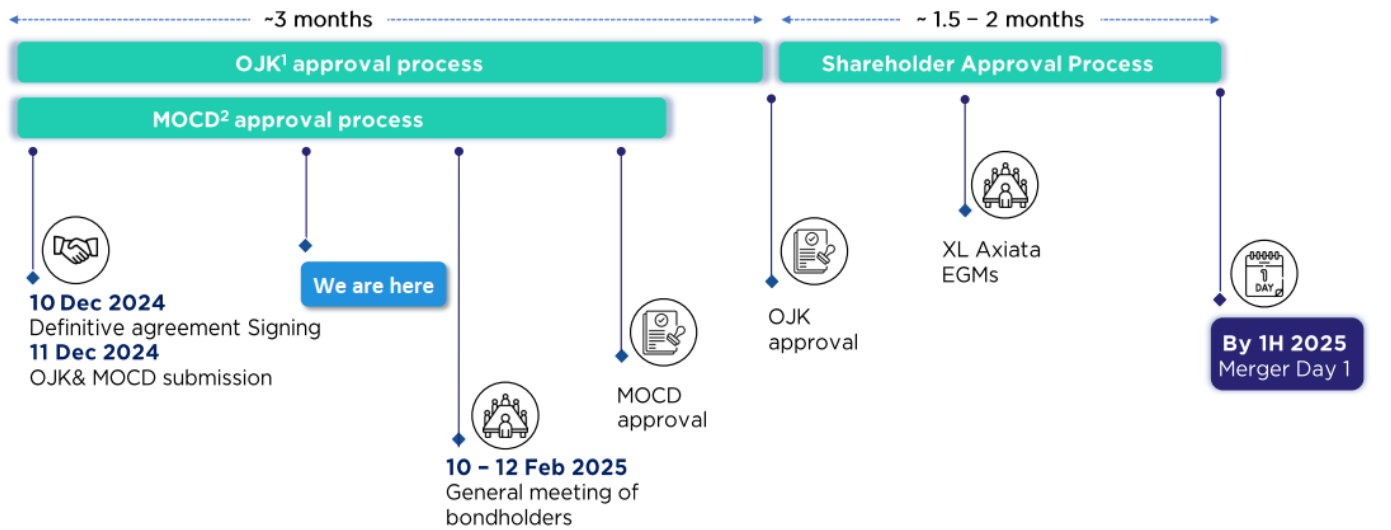 ~3 months
~ 1.5 – 2 months
OJK¹ approval process
Shareholder Approval Process
MOCD² approval process
10 Dec 2024
Definitive agreement Signing
11 Dec 2024
OJK& MOCD submission
We are here
10 – 12 Feb 2025
General meeting of
bondholders
MOCD
approval
OJK
approval
XL Axiata
EGMs
1
DAY
By 1H 2025
Merger Day 1